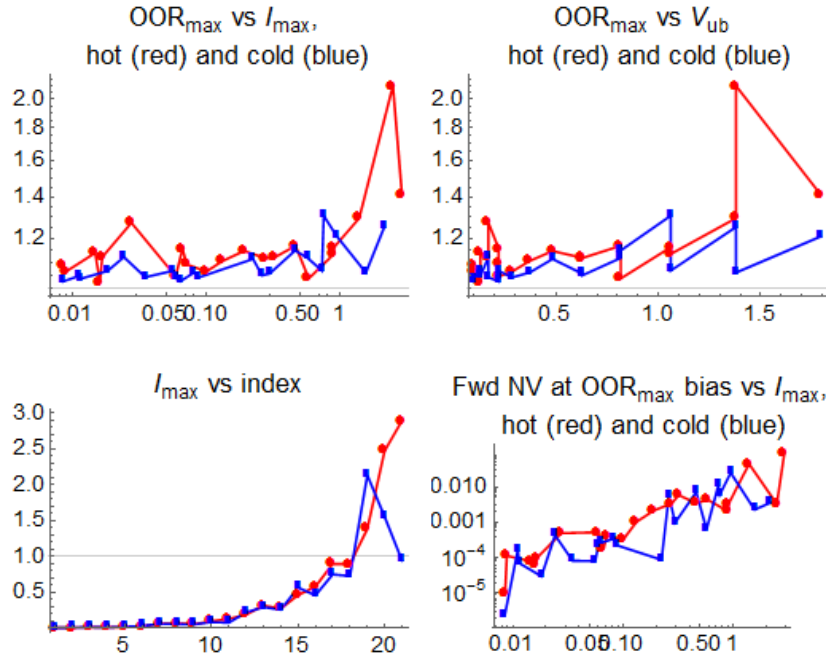 OORmax vs Imax,
hot (red) and cold (blue)
2.0
1.8
1.6
1.4
1.2
0.01 0.05 0.10 0.50 1
OORmax vs Vub
hot (red) and cold (blue)
2.0
1.8
1.6
1.4
1.2
0.5 1.0 1.5
Imax vs index
3.0
2.5
2.0
1.5
1.0
0.5
5 10 15 20
Fwd NV at OORmax bias vs Imax,
hot (red) and cold (blue)
0.010
0.001
10⁻⁴
10⁻⁵
0.01 0.05 0.10 0.50 1